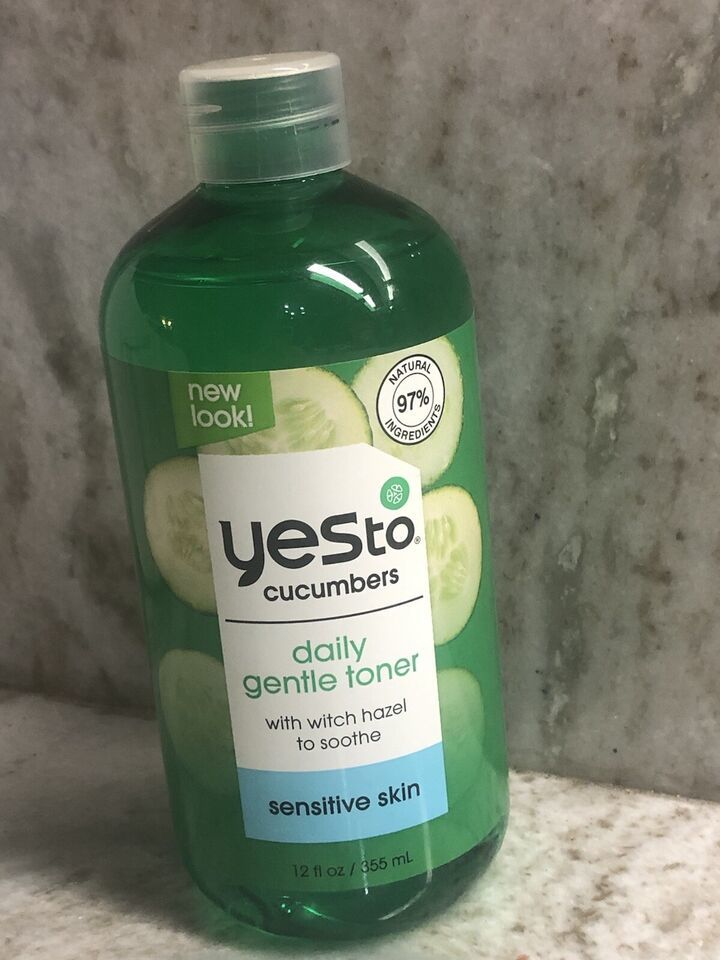 new
look!
NATURAL
97%
INGREDIENTS
yesto®
cucumbers
daily
gentle toner
with witch hazel
to soothe
sensitive skin
12 fl oz / 355 mL